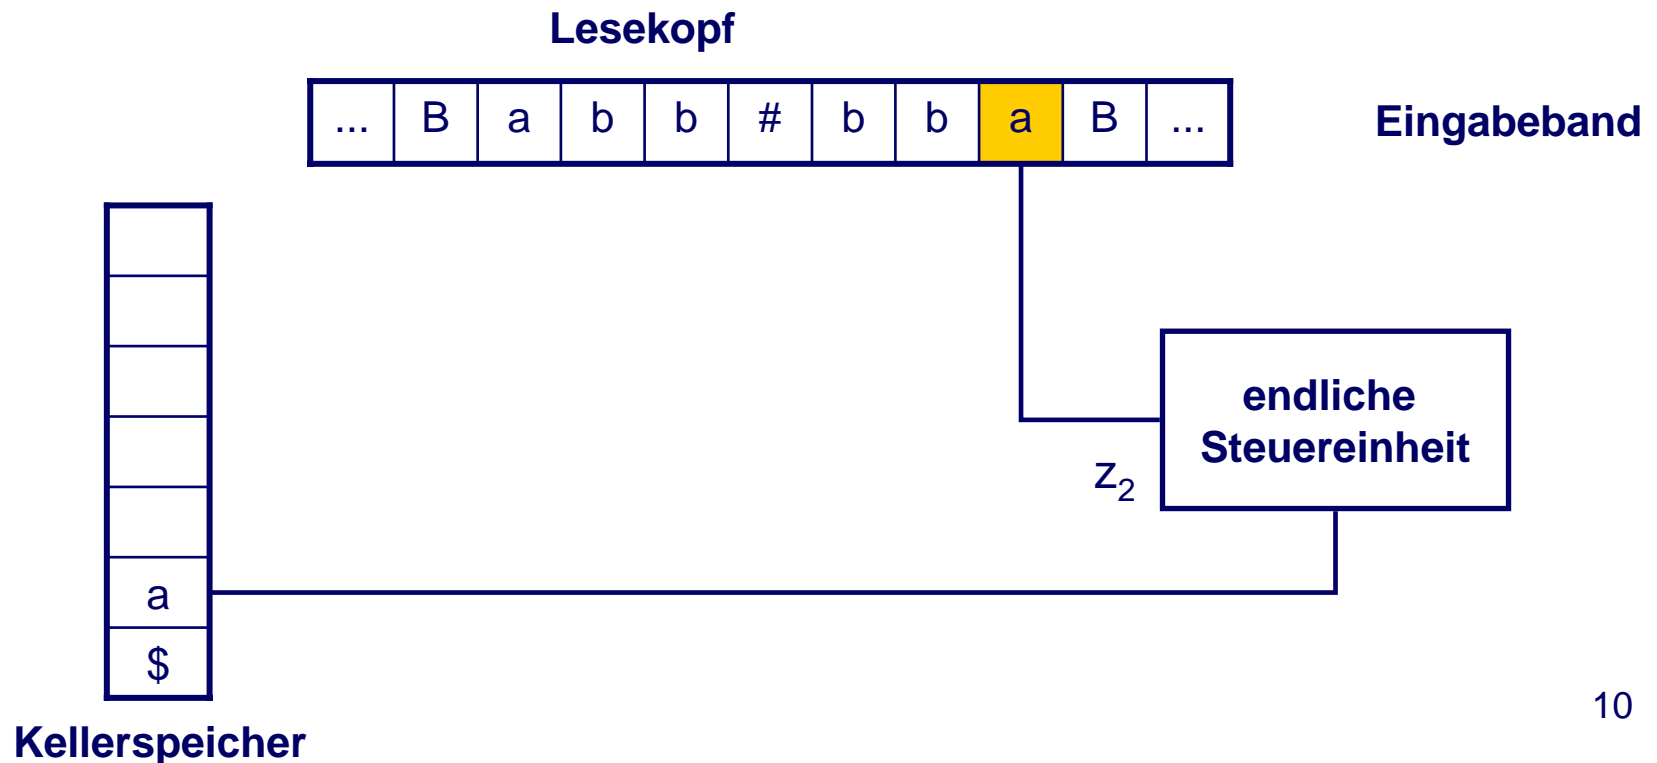 Lesekopf
... B a b b # b b a B ...
Eingabeband
endliche
Steuereinheit
z₂
a
$
10
Kellerspeicher